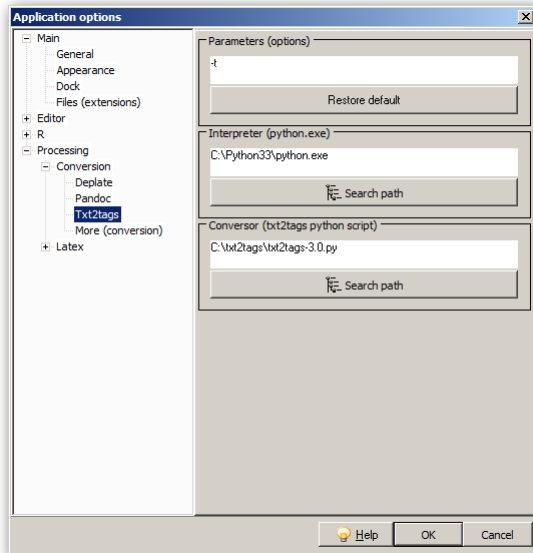 Application options
Main
General
Appearance
Dock
Files (extensions)
Editor
R
Processing
Conversion
Deplate
Pandoc
Txt2tags
More (conversion)
Latex
Parameters (options)
-t
Restore default
Interpreter (python.exe)
C:\Python33\python.exe
Search path
Conversor (txt2tags python script)
C:\txt2tags\txt2tags-3.0.py
Search path
Help
OK
Cancel